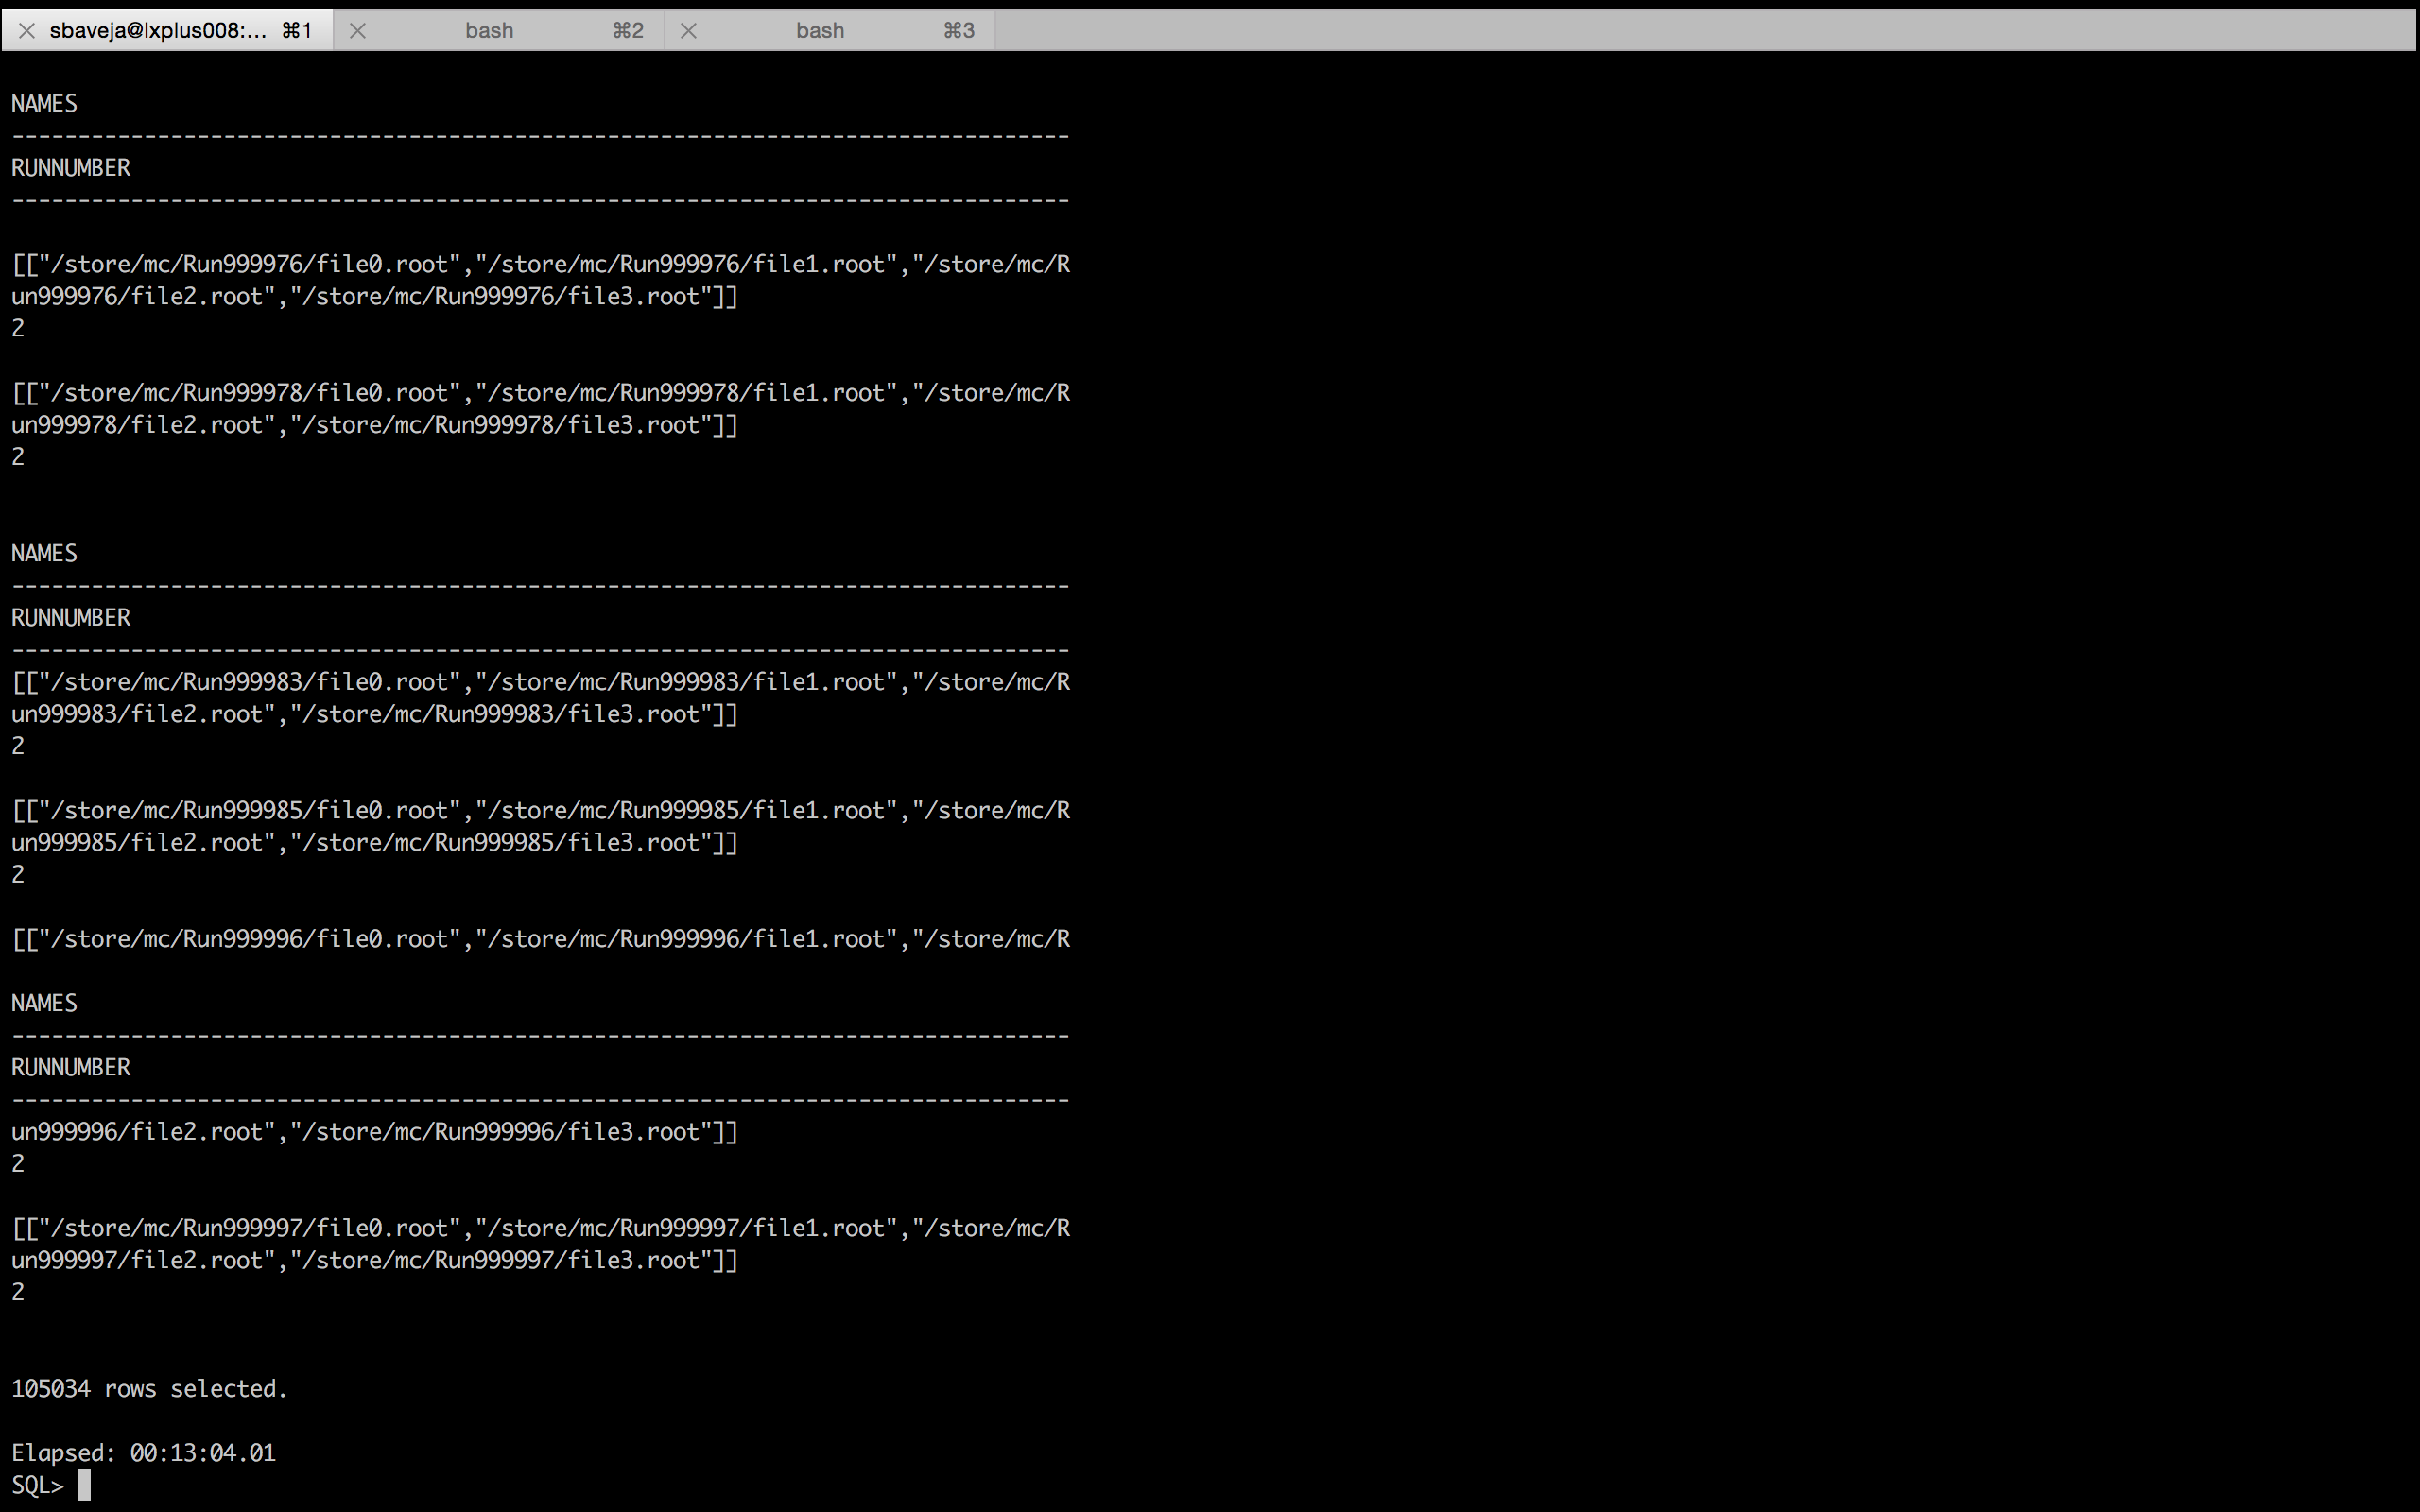 sbaveja@lxplus008:... ⌘1 bash ⌘2 bash ⌘3
NAMES
--------------------------------------------------------------------------------
RUNNUMBER
--------------------------------------------------------------------------------
[["/store/mc/Run999976/file0.root","/store/mc/Run999976/file1.root","/store/mc/R
un999976/file2.root","/store/mc/Run999976/file3.root"]]
2
[["/store/mc/Run999978/file0.root","/store/mc/Run999978/file1.root","/store/mc/R
un999978/file2.root","/store/mc/Run999978/file3.root"]]
2
NAMES
--------------------------------------------------------------------------------
RUNNUMBER
--------------------------------------------------------------------------------
[["/store/mc/Run999983/file0.root","/store/mc/Run999983/file1.root","/store/mc/R
un999983/file2.root","/store/mc/Run999983/file3.root"]]
2
[["/store/mc/Run999985/file0.root","/store/mc/Run999985/file1.root","/store/mc/R
un999985/file2.root","/store/mc/Run999985/file3.root"]]
2
[["/store/mc/Run999996/file0.root","/store/mc/Run999996/file1.root","/store/mc/R
NAMES
--------------------------------------------------------------------------------
RUNNUMBER
--------------------------------------------------------------------------------
un999996/file2.root","/store/mc/Run999996/file3.root"]]
2
[["/store/mc/Run999997/file0.root","/store/mc/Run999997/file1.root","/store/mc/R
un999997/file2.root","/store/mc/Run999997/file3.root"]]
2
105034 rows selected.
Elapsed: 00:13:04.01
SQL>